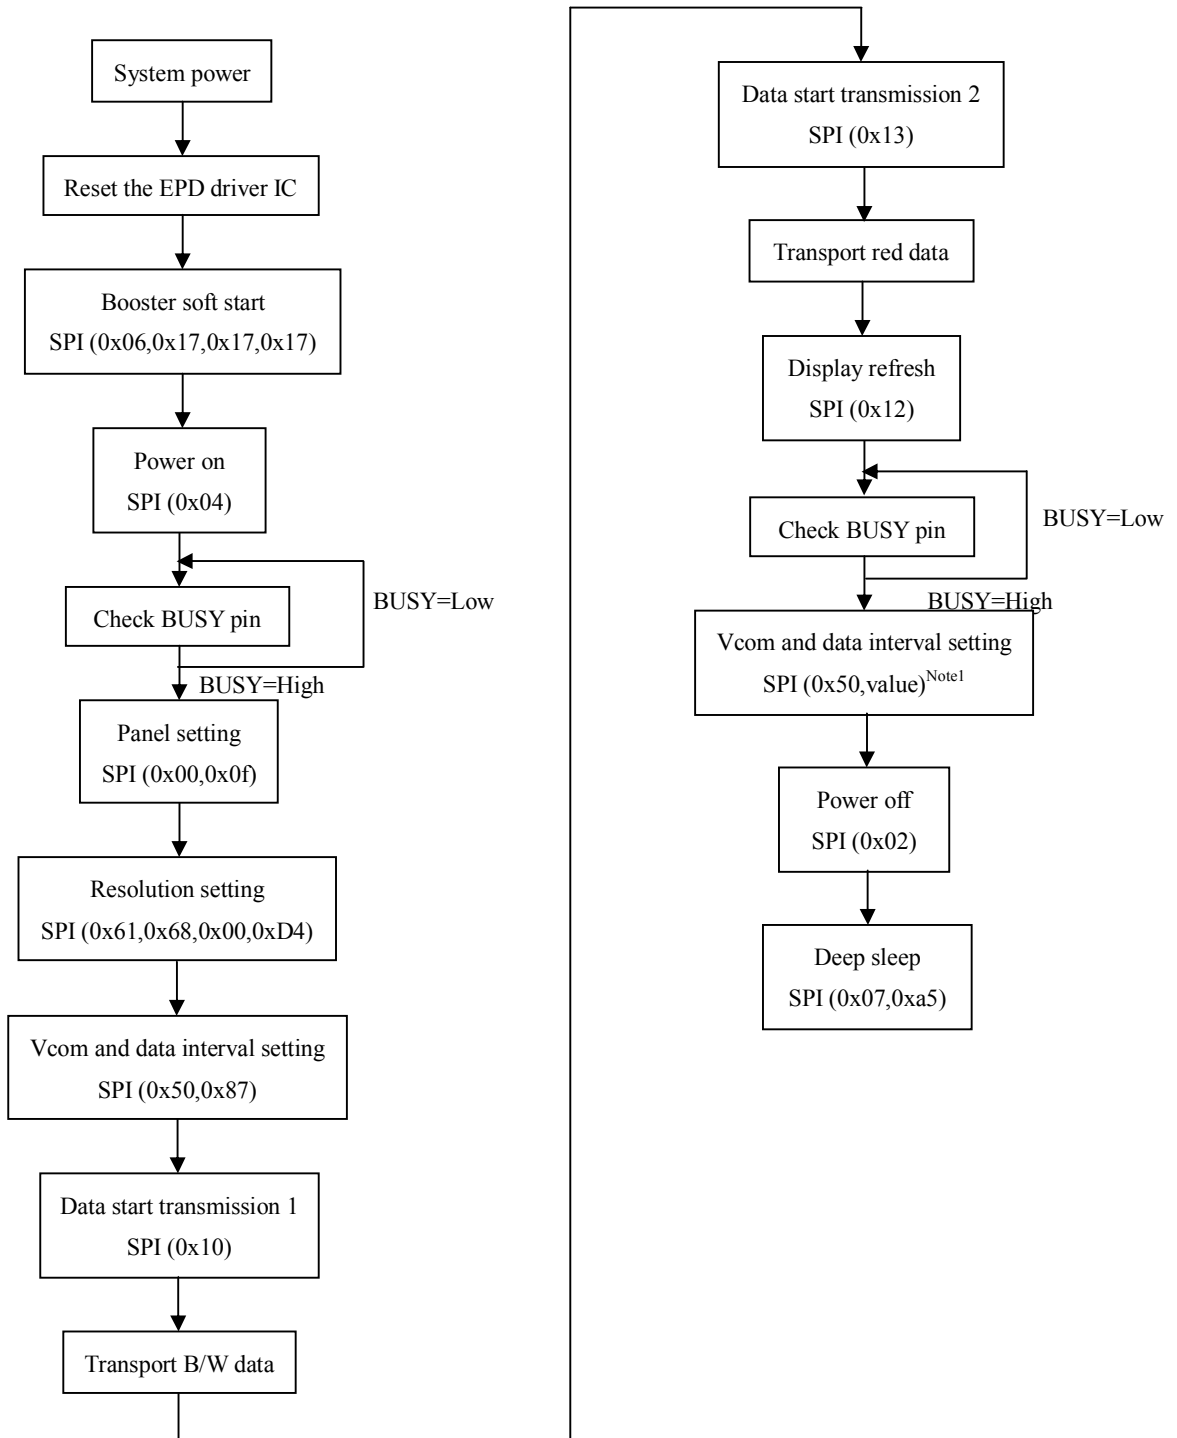 System power
Reset the EPD driver IC
Booster soft start
SPI (0x06,0x17,0x17,0x17)
Power on
SPI (0x04)
BUSY=Low
Check BUSY pin
BUSY=High
Panel setting
SPI (0x00,0x0f)
Resolution setting
SPI (0x61,0x68,0x00,0xD4)
Vcom and data interval setting
SPI (0x50,0x87)
Data start transmission 1
SPI (0x10)
Transport B/W data
Data start transmission 2
SPI (0x13)
Transport red data
Display refresh
SPI (0x12)
BUSY=Low
Check BUSY pin
BUSY=High
Vcom and data interval setting
SPI (0x50,value)Note1
Power off
SPI (0x02)
Deep sleep
SPI (0x07,0xa5)